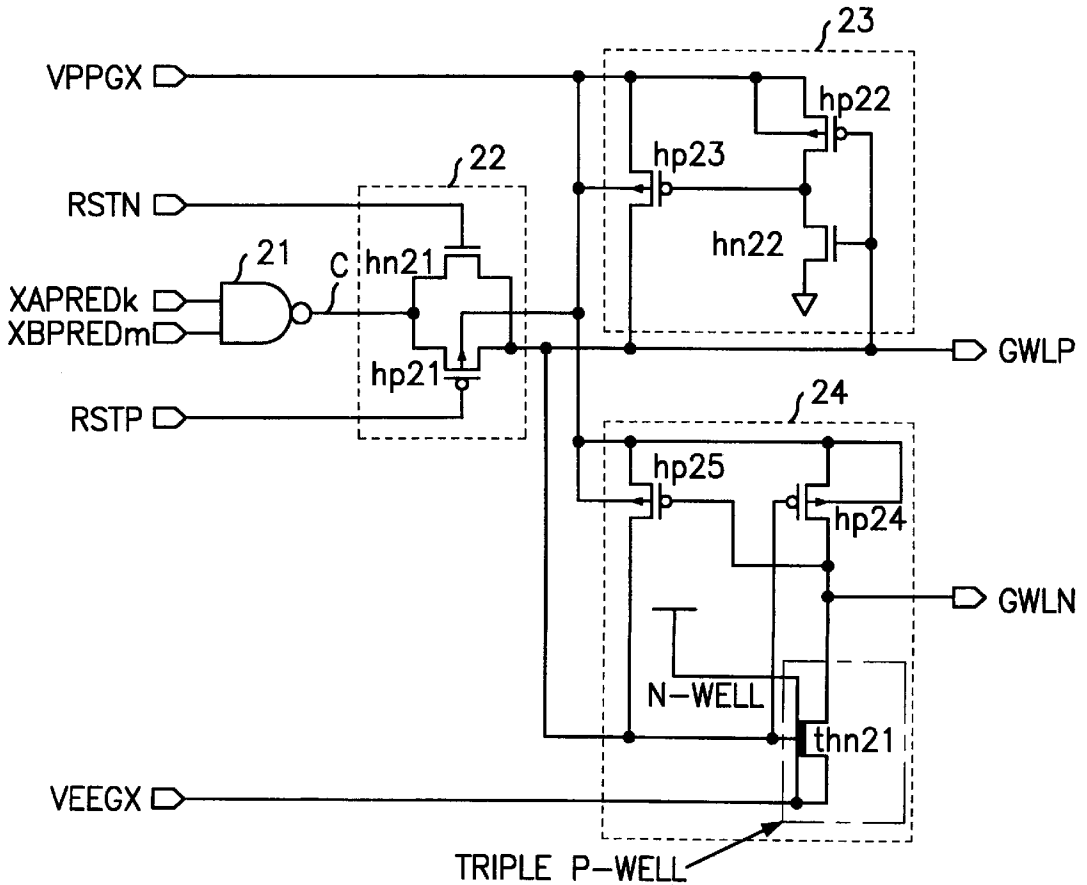 23
VPPGX
hp22
22
hp23
RSTN
hn22
21
hn21
C
XAPREDk
XBPREDm
GWLP
hp21
RSTP
24
hp25
hp24
GWLN
N-WELL
thn21
VEEGX
TRIPLE P-WELL